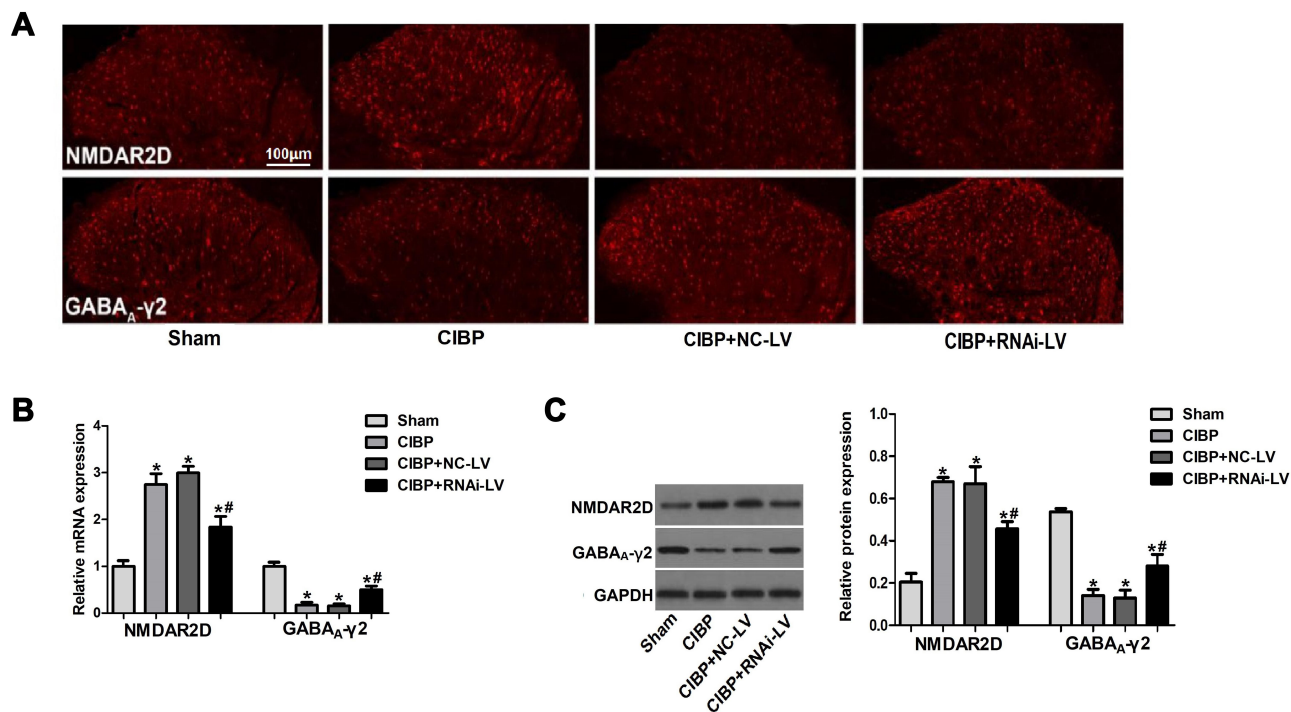 A
NMDAR2D
100μm
GABAA-γ2
Sham CIBP CIBP+NC-LV CIBP+RNAi-LV
B
Relative mRNA expression
4
3
2
1
0
* * *#
* * *#
NMDAR2D GABAA-γ2
Sham
CIBP
CIBP+NC-LV
CIBP+RNAi-LV
C
NMDAR2D
GABAA-γ2
GAPDH
Sham CIBP CIBP+NC-LV CIBP+RNAi-LV
Relative protein expression
1.0
0.8
0.6
0.4
0.2
0.0
* * *#
* * *#
NMDAR2D GABAA-γ2
Sham
CIBP
CIBP+NC-LV
CIBP+RNAi-LV